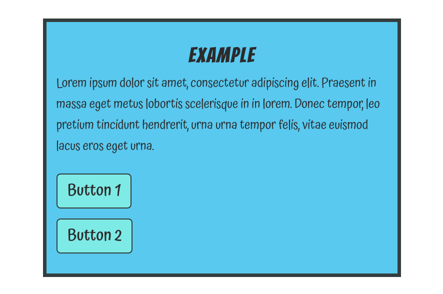 EXAMPLE
Lorem ipsum dolor sit amet, consectetur adipiscing elit. Praesent in
massa eget metus lobortis scelerisque in in lorem. Donec tempor, leo
pretium tincidunt hendrerit, urna urna tempor felis, vitae euismod
lacus eros eget urna.
Button 1
Button 2